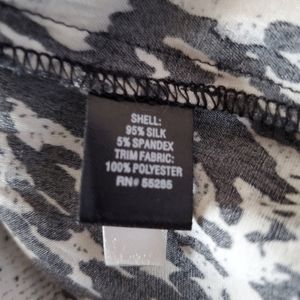 SHELL:
95% SILK
5% SPANDEX
TRIM FABRIC:
100% POLYESTER
RN# 55285